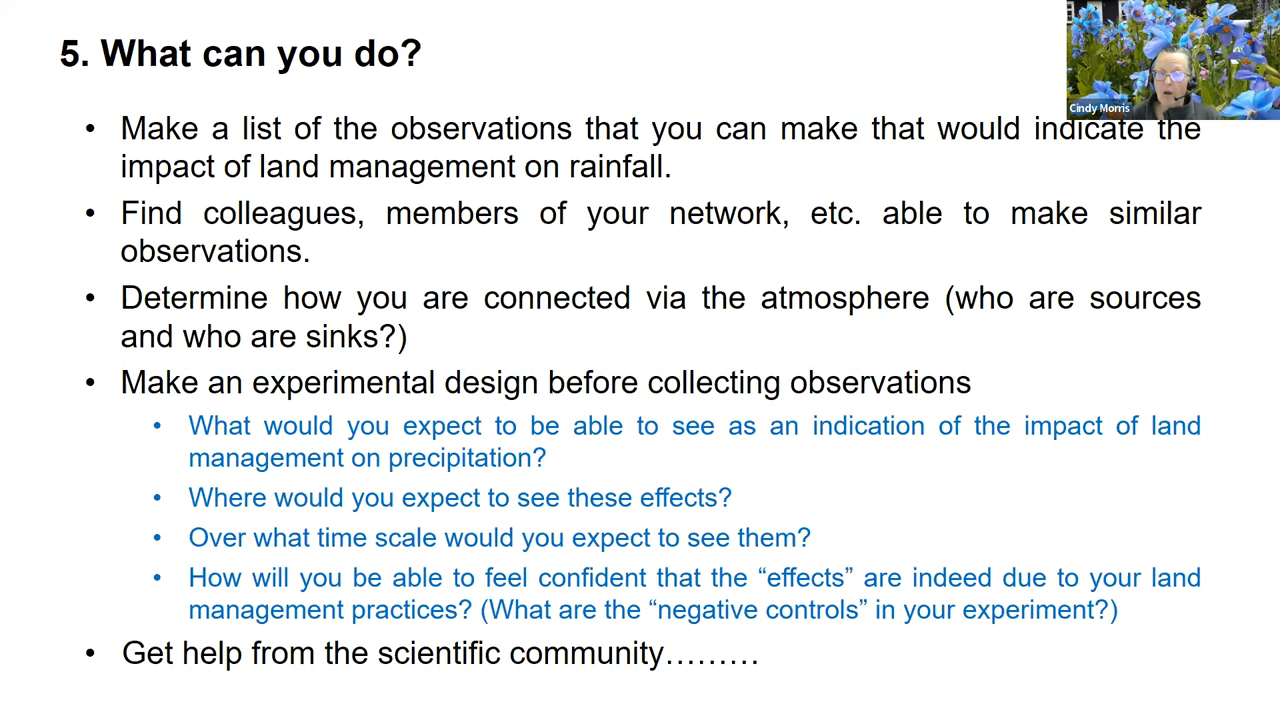 5. What can you do?
Cindy Morris
• Make a list of the observations that you can make that would indicate the
impact of land management on rainfall.
• Find colleagues, members of your network, etc. able to make similar
observations.
• Determine how you are connected via the atmosphere (who are sources
and who are sinks?)
• Make an experimental design before collecting observations
• What would you expect to be able to see as an indication of the impact of land
management on precipitation?
• Where would you expect to see these effects?
• Over what time scale would you expect to see them?
• How will you be able to feel confident that the “effects” are indeed due to your land
management practices? (What are the “negative controls” in your experiment?)
• Get help from the scientific community………